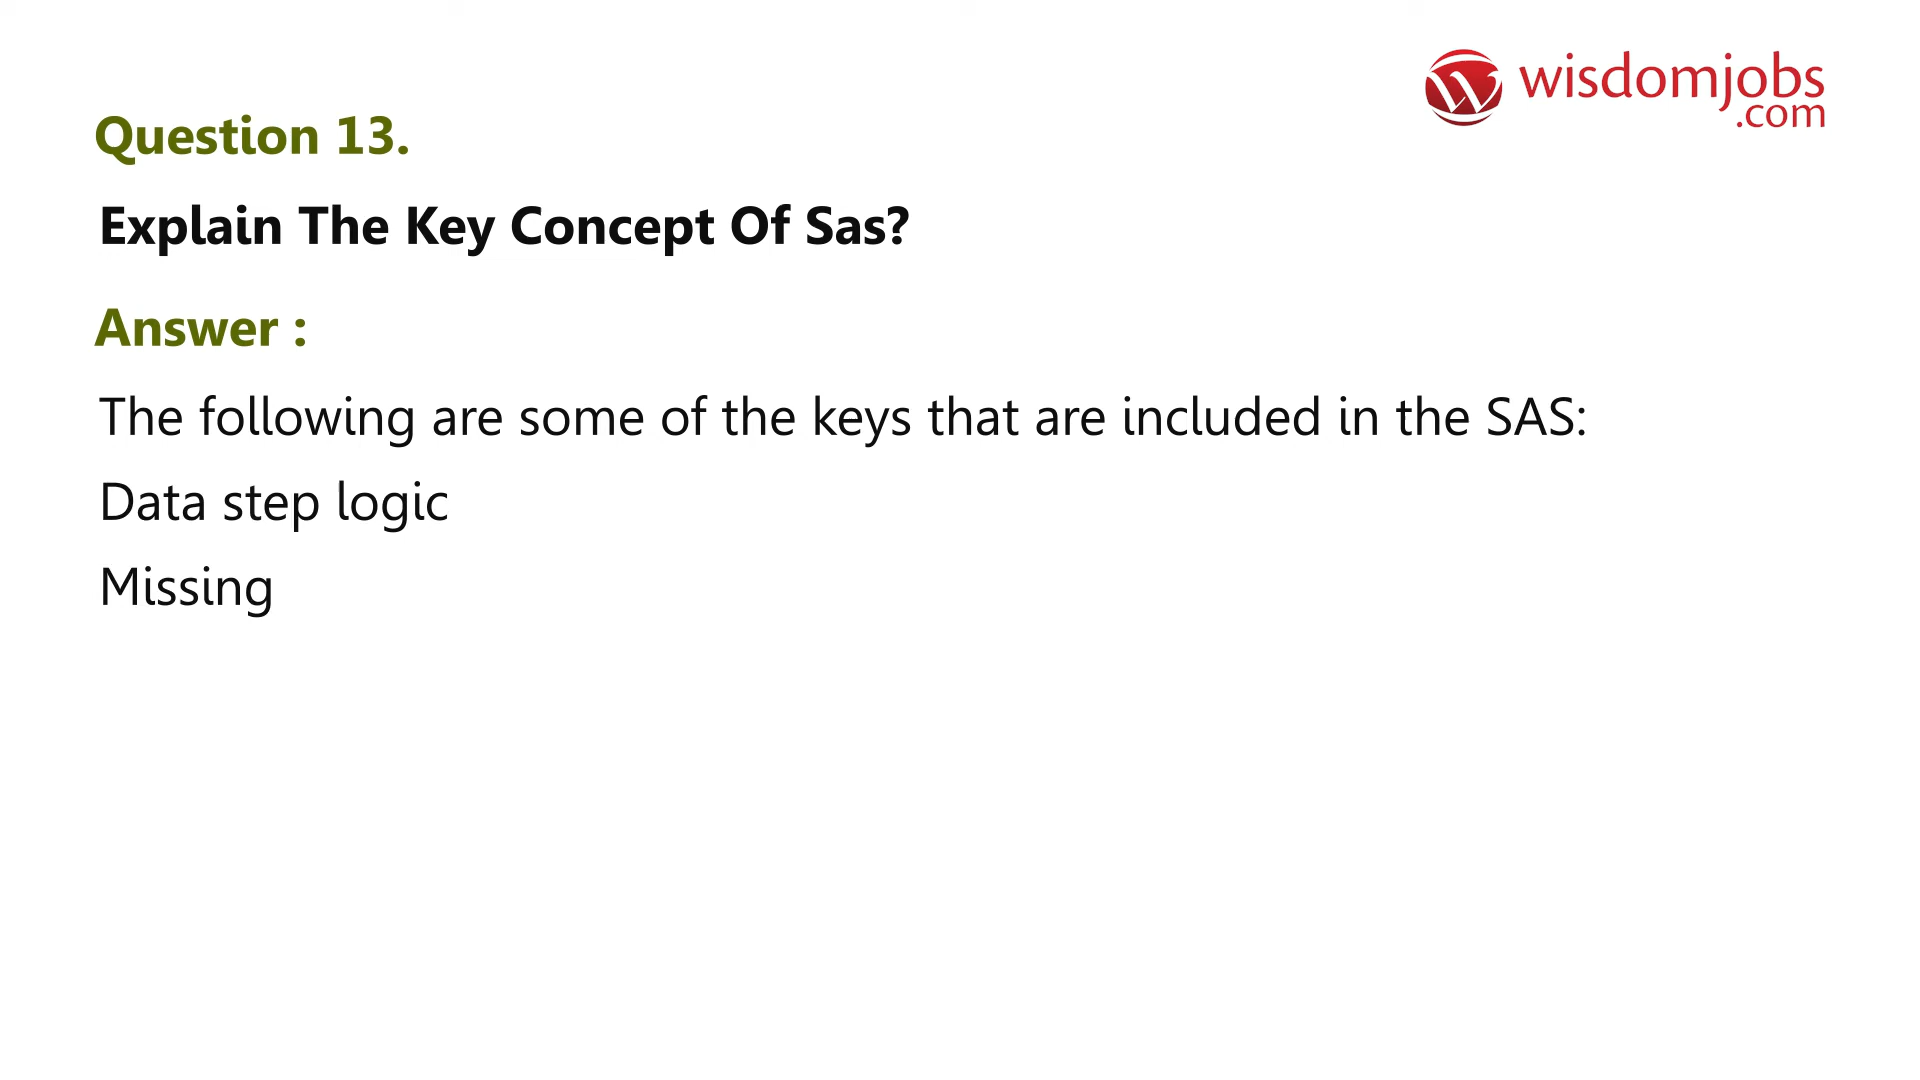 wisdomjobs
.com
Question 13.
Explain The Key Concept Of Sas?
Answer :
The following are some of the keys that are included in the SAS:
Data step logic
Missing